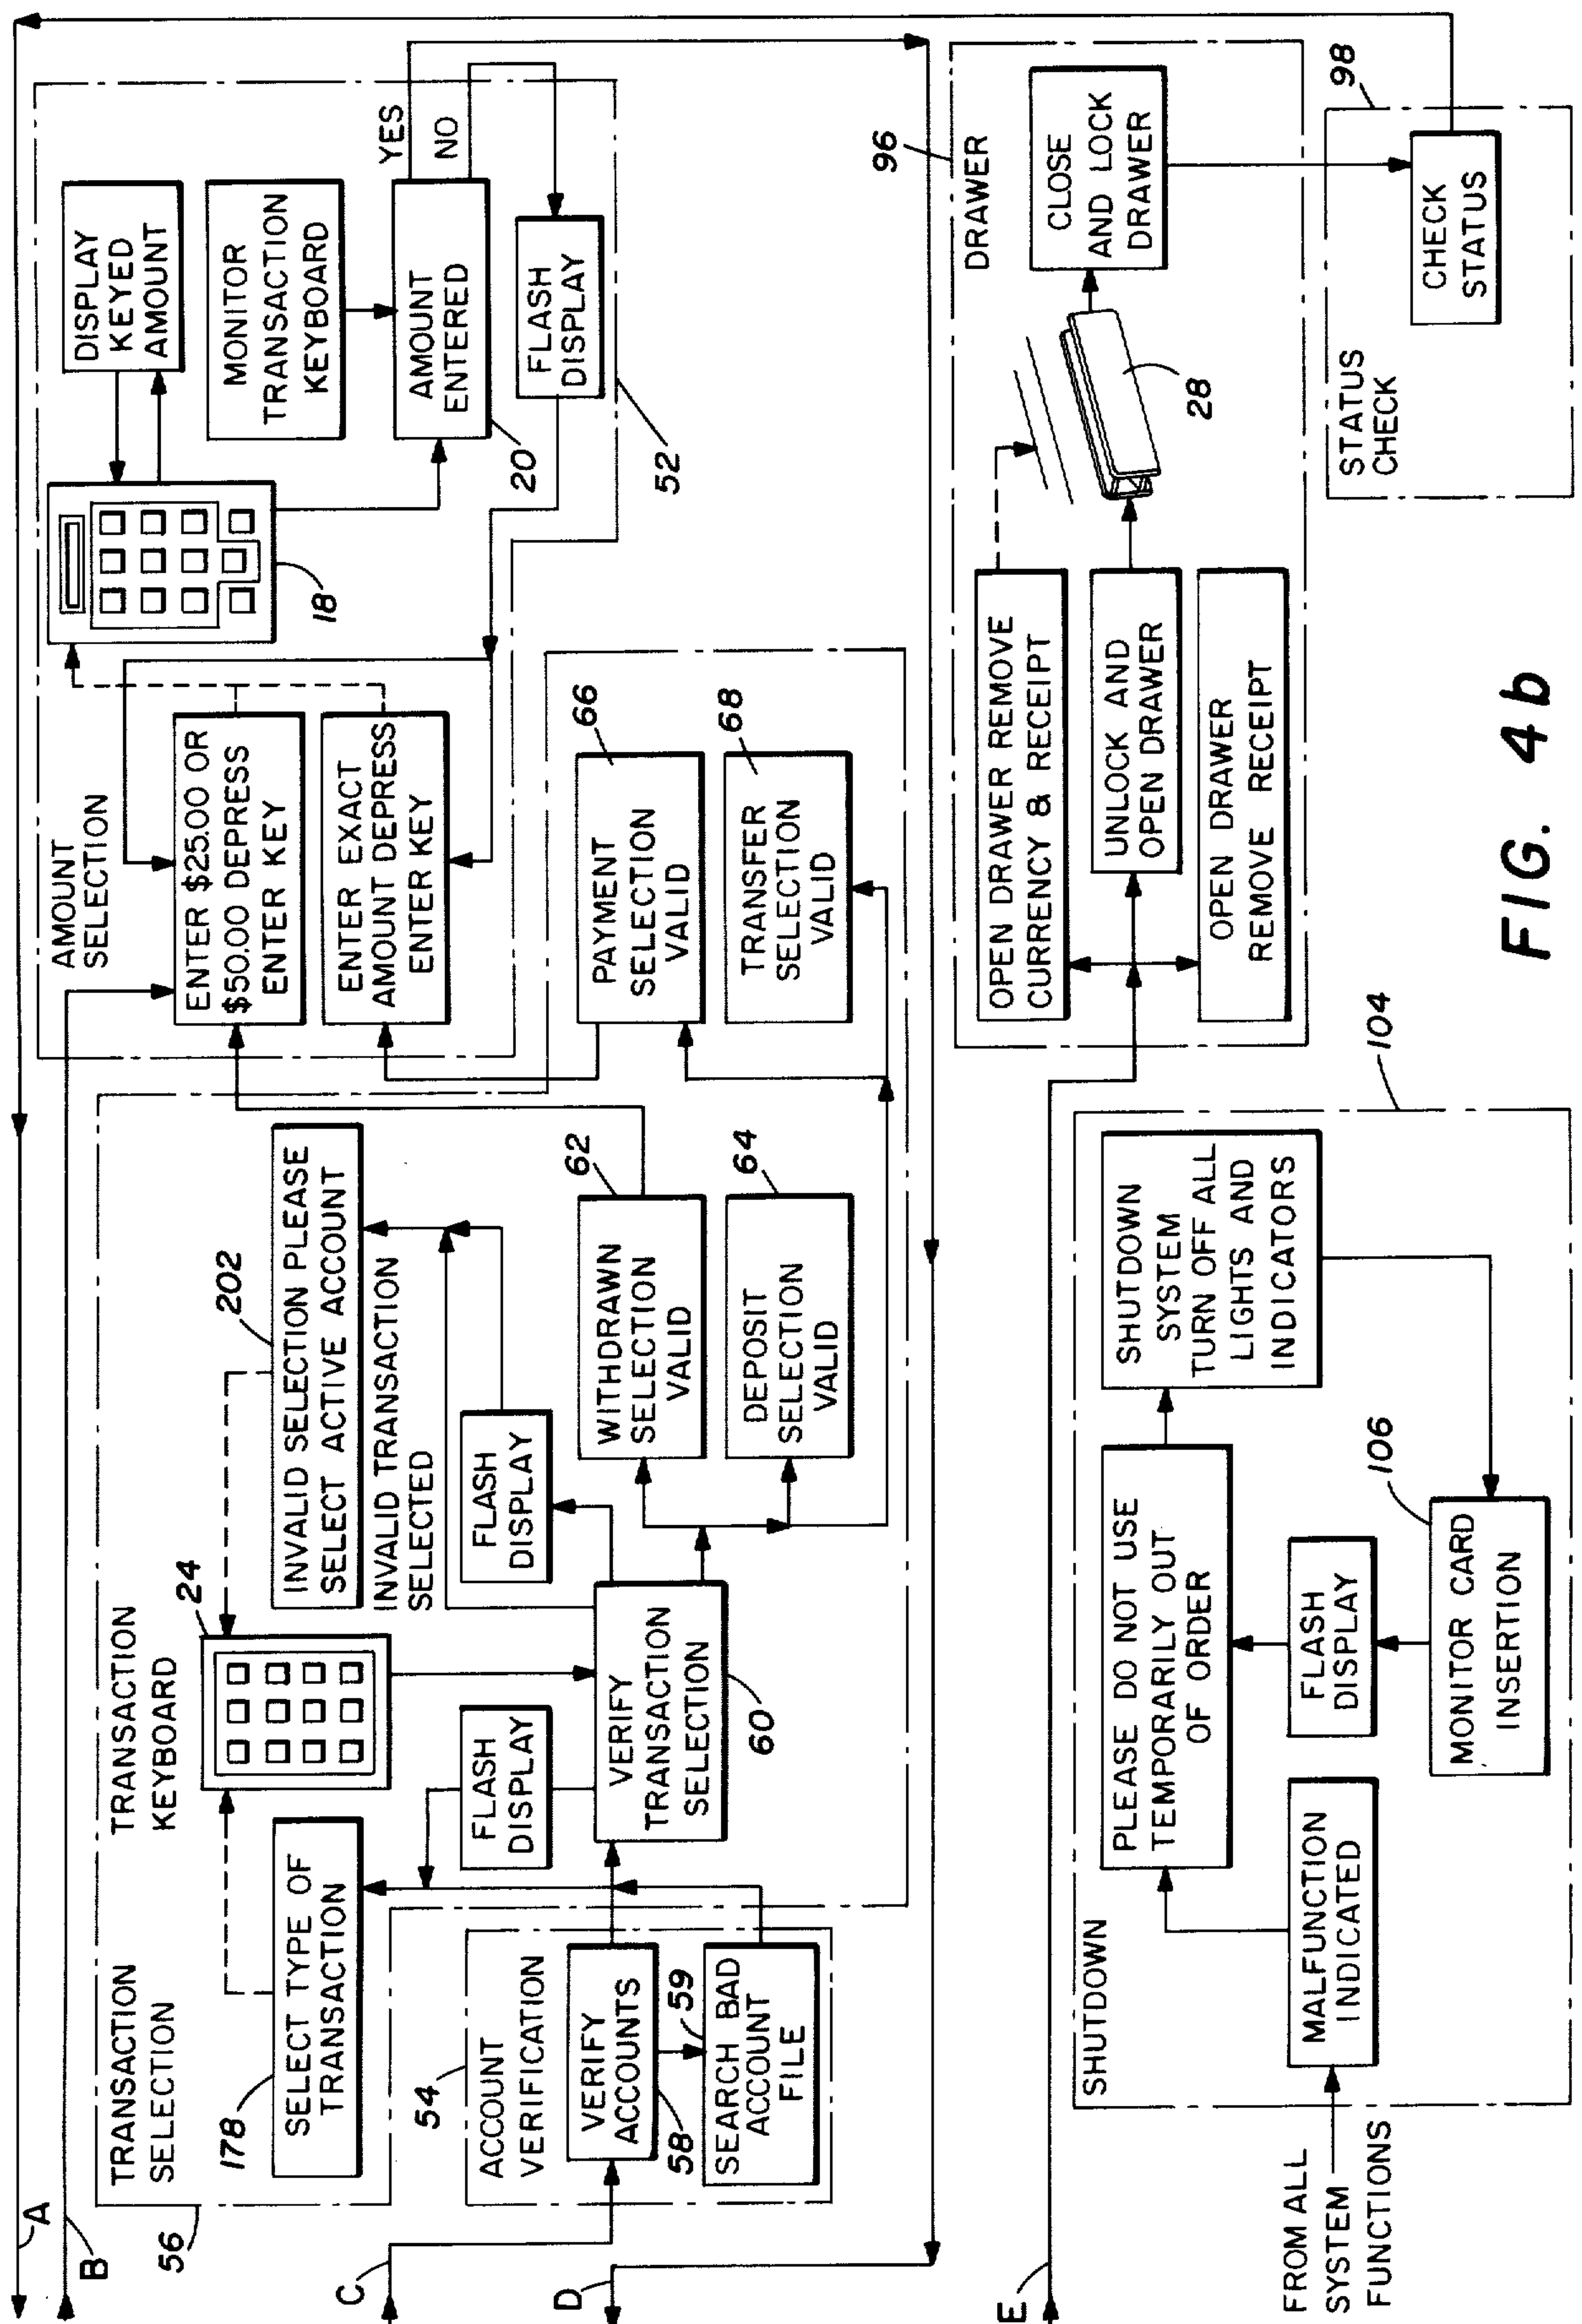 A
B
56
TRANSACTION
SELECTION
178
SELECT TYPE OF
TRANSACTION
TRANSACTION
KEYBOARD
24
202
INVALID SELECTION PLEASE
SELECT ACTIVE ACCOUNT
INVALID TRANSACTION
SELECTED
FLASH
DISPLAY
FLASH
DISPLAY
VERIFY
TRANSACTION
SELECTION
60
62
WITHDRAWN
SELECTION
VALID
64
DEPOSIT
SELECTION
VALID
66
PAYMENT
SELECTION
VALID
68
TRANSFER
SELECTION
VALID
C
D
54
ACCOUNT
VERIFICATION
VERIFY
ACCOUNTS
58
59
SEARCH BAD
ACCOUNT
FILE
AMOUNT
SELECTION
ENTER $25.00 OR
$50.00 DEPRESS
ENTER KEY
ENTER EXACT
AMOUNT DEPRESS
ENTER KEY
18
DISPLAY
KEYED
AMOUNT
MONITOR
TRANSACTION
KEYBOARD
AMOUNT
ENTERED
20
YES
NO
FLASH
DISPLAY
52
E
SHUTDOWN
104
FROM ALL
SYSTEM
FUNCTIONS
MALFUNCTION
INDICATED
PLEASE DO NOT USE
TEMPORARILY OUT
OF ORDER
FLASH
DISPLAY
106
MONITOR CARD
INSERTION
SHUTDOWN
SYSTEM
TURN OFF ALL
LIGHTS AND
INDICATORS
96
DRAWER
OPEN DRAWER REMOVE
CURRENCY & RECEIPT
UNLOCK AND
OPEN DRAWER
OPEN DRAWER
REMOVE RECEIPT
28
CLOSE
AND LOCK
DRAWER
98
STATUS
CHECK
CHECK
STATUS
FIG. 4b